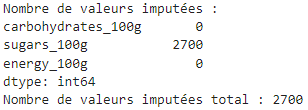 Nombre de valeurs imputées :
carbohydrates_100g 0
sugars_100g 2700
energy_100g 0
dtype: int64
Nombre de valeurs imputées total : 2700